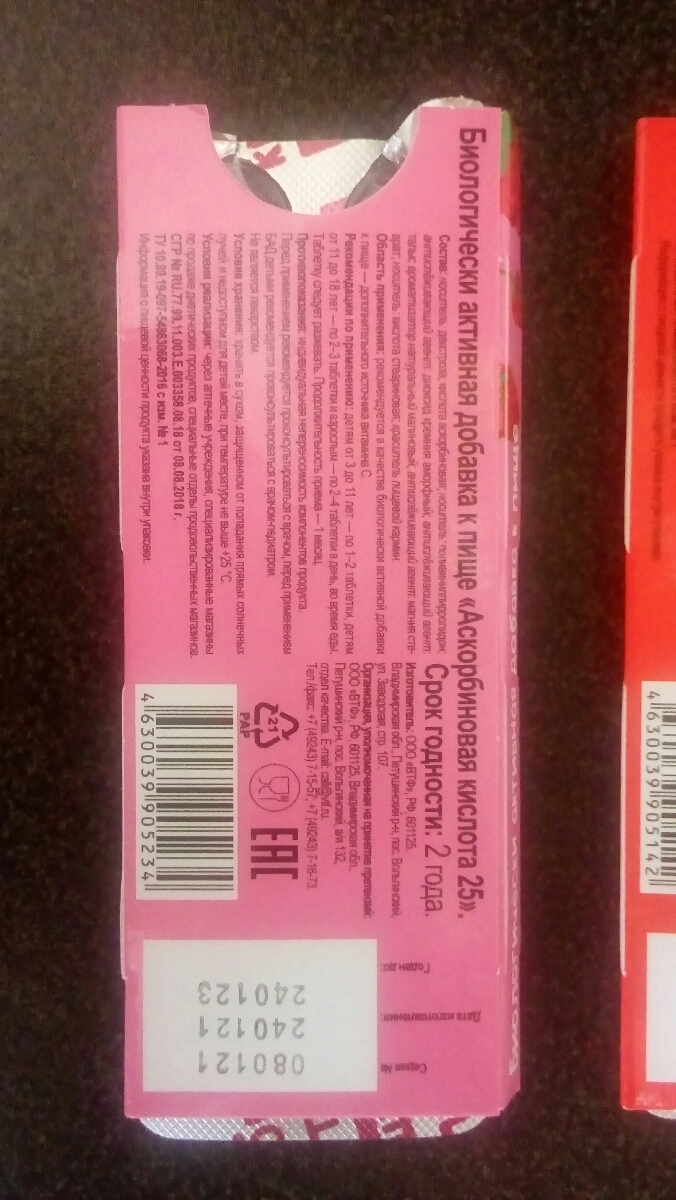 Биологически активная добавка к пище «Аскорбиновая кислота 25».
Состав: носитель декстроза, кислота аскорбиновая, носитель поливинилпирролидон,
антислеживающий агент: диоксид кремния аморфный, антислёживающий агент:
тальк, ароматизатор натуральный малиновый, антислёживающий агент: магния сте-
арат, носитель: кислота стеариновая, краситель пищевой кармин.
Область применения: рекомендуется в качестве биологически активной добавки
к пище — дополнительного источника витамина С.
Рекомендации по применению: детям от 3 до 11 лет – по 1–2 таблетки, детям
от 11 до 18 лет — по 2–3 таблетки и взрослым — по 2–4 таблетки в день, во время еды.
Таблетку следует разжевать. Продолжительность приема — 1 месяц.
Противопоказания: индивидуальная непереносимость компонентов продукта.
Перед применением рекомендуется проконсультироваться с врачом, перед применением
БАД детьми рекомендуется проконсультироваться с врачом-педиатром.
Не является лекарством.
Условия хранения: хранить в сухом, защищенном от попадания прямых солнечных
лучей и недоступном для детей месте, при температуре не выше +25 °С.
Условия реализации: через аптечные учреждения, специализированные магазины
по продаже диетических продуктов, специальные отделы продовольственных магазинов.
СГР № RU.77.99.11.003.Е.003358.08.18 от 08.08.2018 г.
ТУ 10.89.19-097-54863068-2016 с изм. № 1
Информация о пищевой ценности продукта указана внутри упаковки.
Срок годности: 2 года.
Изготовитель: ООО «ВТФ», РФ, 601125,
Владимирская обл., Петушинский р-н, пос. Вольгинский,
ул. Заводская, стр. 107.
Организация, уполномоченная на принятие претензий:
ООО «ВТФ», РФ, 601125, Владимирская обл.,
Петушинский р-н, пос. Вольгинский, а/я 132,
отдел качества. E-mail: call@vtf.ru
Тел./факс: +7 (49243) 7-15-57; +7 (49243) 7-16-73
21
PAP
EAC
4 630039 905234
Серия №
080121
Дата изготовления:
240121
Годен до:
240123
4 630039 905142